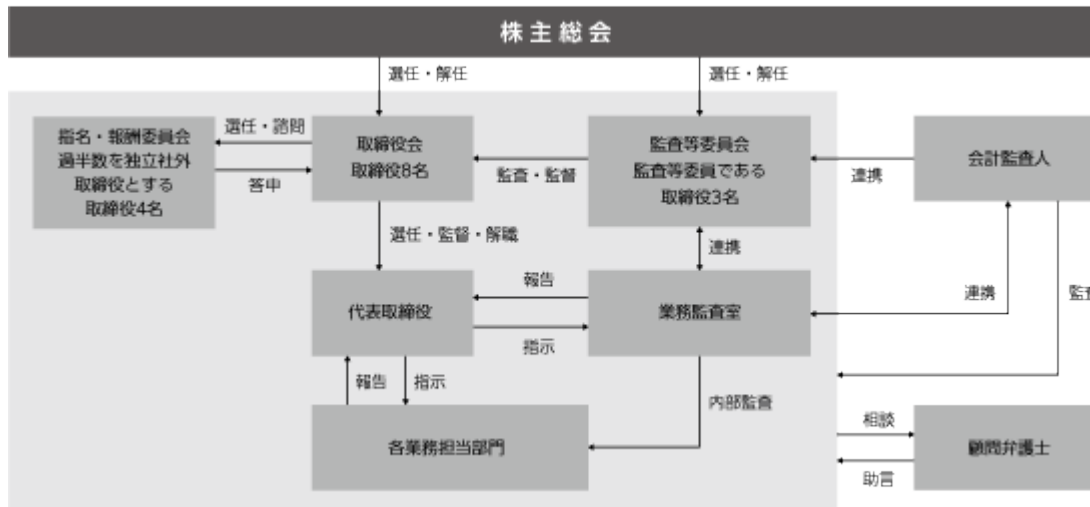 株主総会
選任・解任
選任・解任
指名・報酬委員会
過半数を独立社外
取締役とする
取締役4名
選任・諮問
答申
取締役会
取締役8名
監査・監督
監査等委員会
監査等委員である
取締役3名
連携
会計監査人
選任・監督・解職
連携
代表取締役
報告
指示
業務監査室
連携
監査
報告
指示
内部監査
各業務担当部門
相談
助言
顧問弁護士